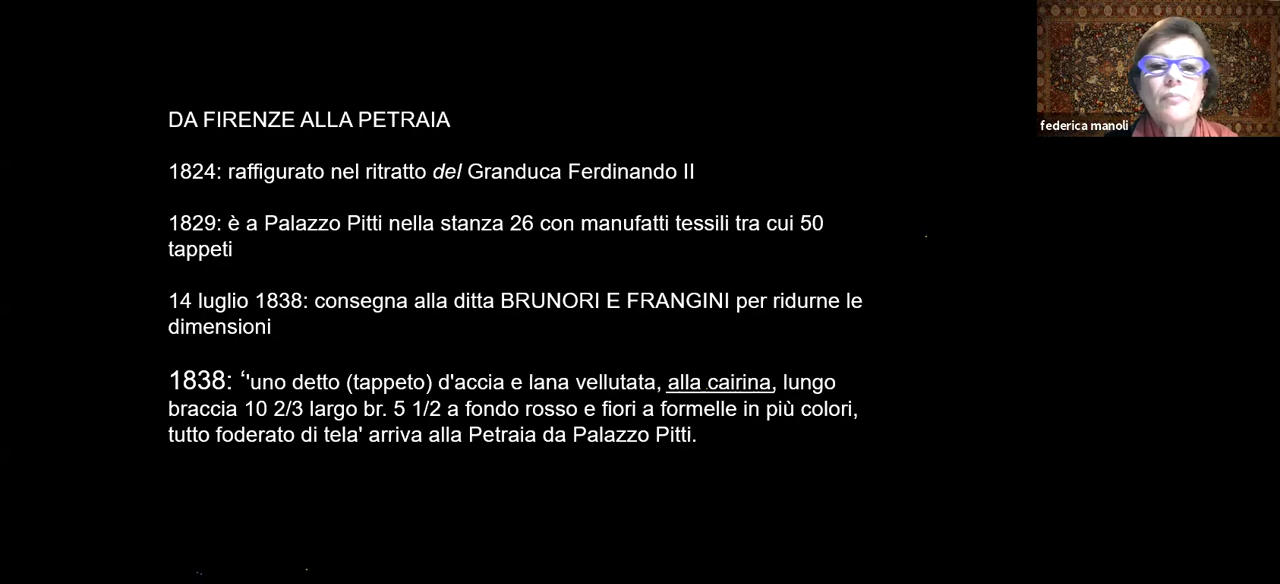 DA FIRENZE ALLA PETRAIA
1824: raffigurato nel ritratto del Granduca Ferdinando II
1829: è a Palazzo Pitti nella stanza 26 con manufatti tessili tra cui 50
tappeti
14 luglio 1838: consegna alla ditta BRUNORI E FRANGINI per ridurne le
dimensioni
1838: ‘'uno detto (tappeto) d'accia e lana vellutata, alla cairina, lungo
braccia 10 2/3 largo br. 5 1/2 a fondo rosso e fiori a formelle in più colori,
tutto foderato di tela' arriva alla Petraia da Palazzo Pitti.
federica manoli